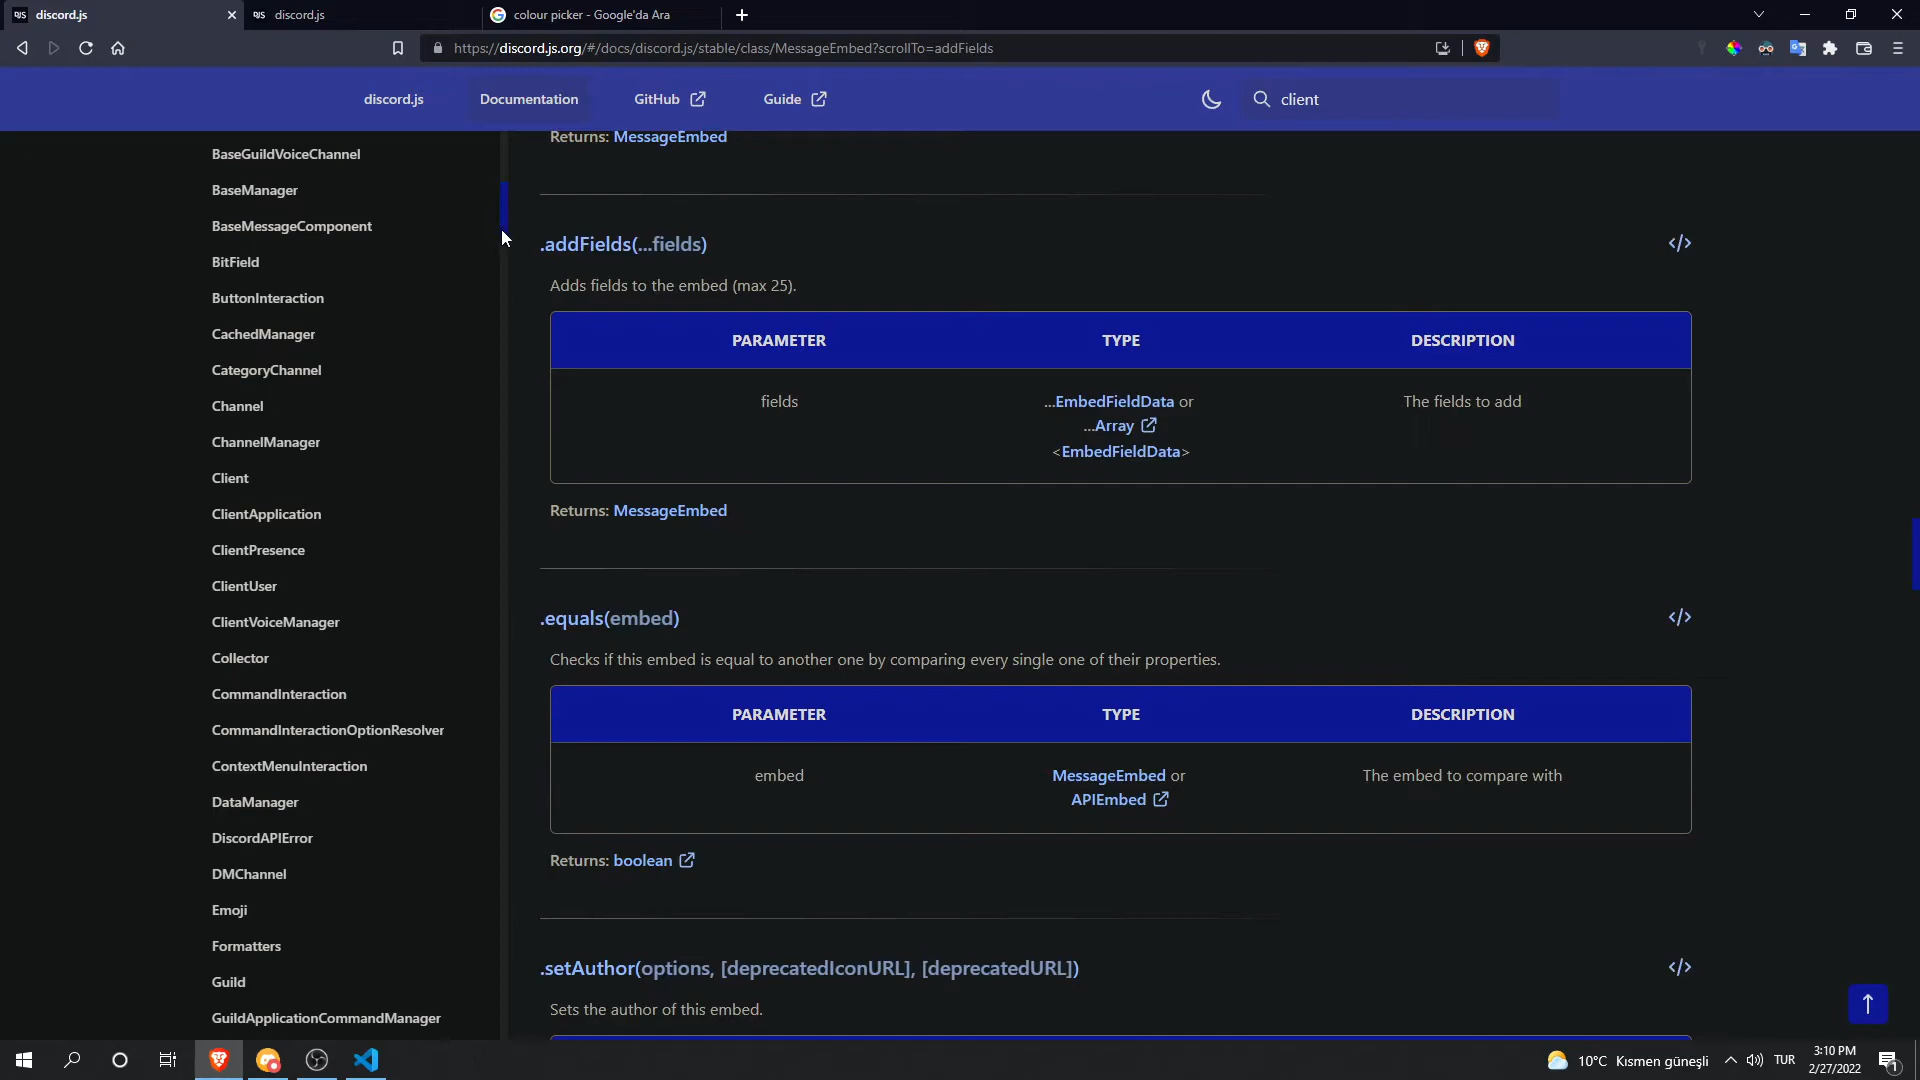 discord.js
discord.js
colour picker - Google'da Ara
https://discord.js.org/#/docs/discord.js/stable/class/MessageEmbed?scrollTo=addFields
discord.js
Documentation
GitHub
Guide
client
BaseGuildVoiceChannel
BaseManager
BaseMessageComponent
BitField
ButtonInteraction
CachedManager
CategoryChannel
Channel
ChannelManager
Client
ClientApplication
ClientPresence
ClientUser
ClientVoiceManager
Collector
CommandInteraction
CommandInteractionOptionResolver
ContextMenuInteraction
DataManager
DiscordAPIError
DMChannel
Emoji
Formatters
Guild
GuildApplicationCommandManager
Returns: MessageEmbed
.addFields(...fields)
</>
Adds fields to the embed (max 25).
PARAMETER TYPE DESCRIPTION
fields
...EmbedFieldData or
...Array
<EmbedFieldData>
The fields to add
Returns: MessageEmbed
.equals(embed)
</>
Checks if this embed is equal to another one by comparing every single one of their properties.
PARAMETER TYPE DESCRIPTION
embed
MessageEmbed or
APIEmbed
The embed to compare with
Returns: boolean
.setAuthor(options, [deprecatedIconURL], [deprecatedURL])
</>
Sets the author of this embed.
10°C Kısmen güneşli
TUR
3:10 PM
2/27/2022
1